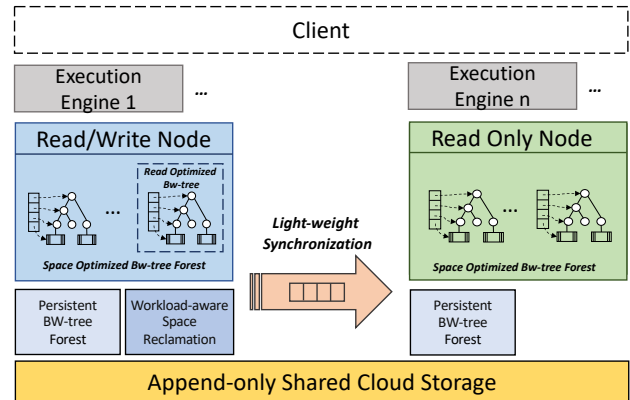 Client
Execution
Engine 1
...
Execution
Engine n
...
Read/Write Node
Read Optimized
Bw-tree
...
Space Optimized Bw-tree Forest
Light-weight
Synchronization
Read Only Node
...
Space Optimized Bw-tree Forest
Persistent
BW-tree
Forest
Workload-aware
Space
Reclamation
Persistent
BW-tree
Forest
Append-only Shared Cloud Storage